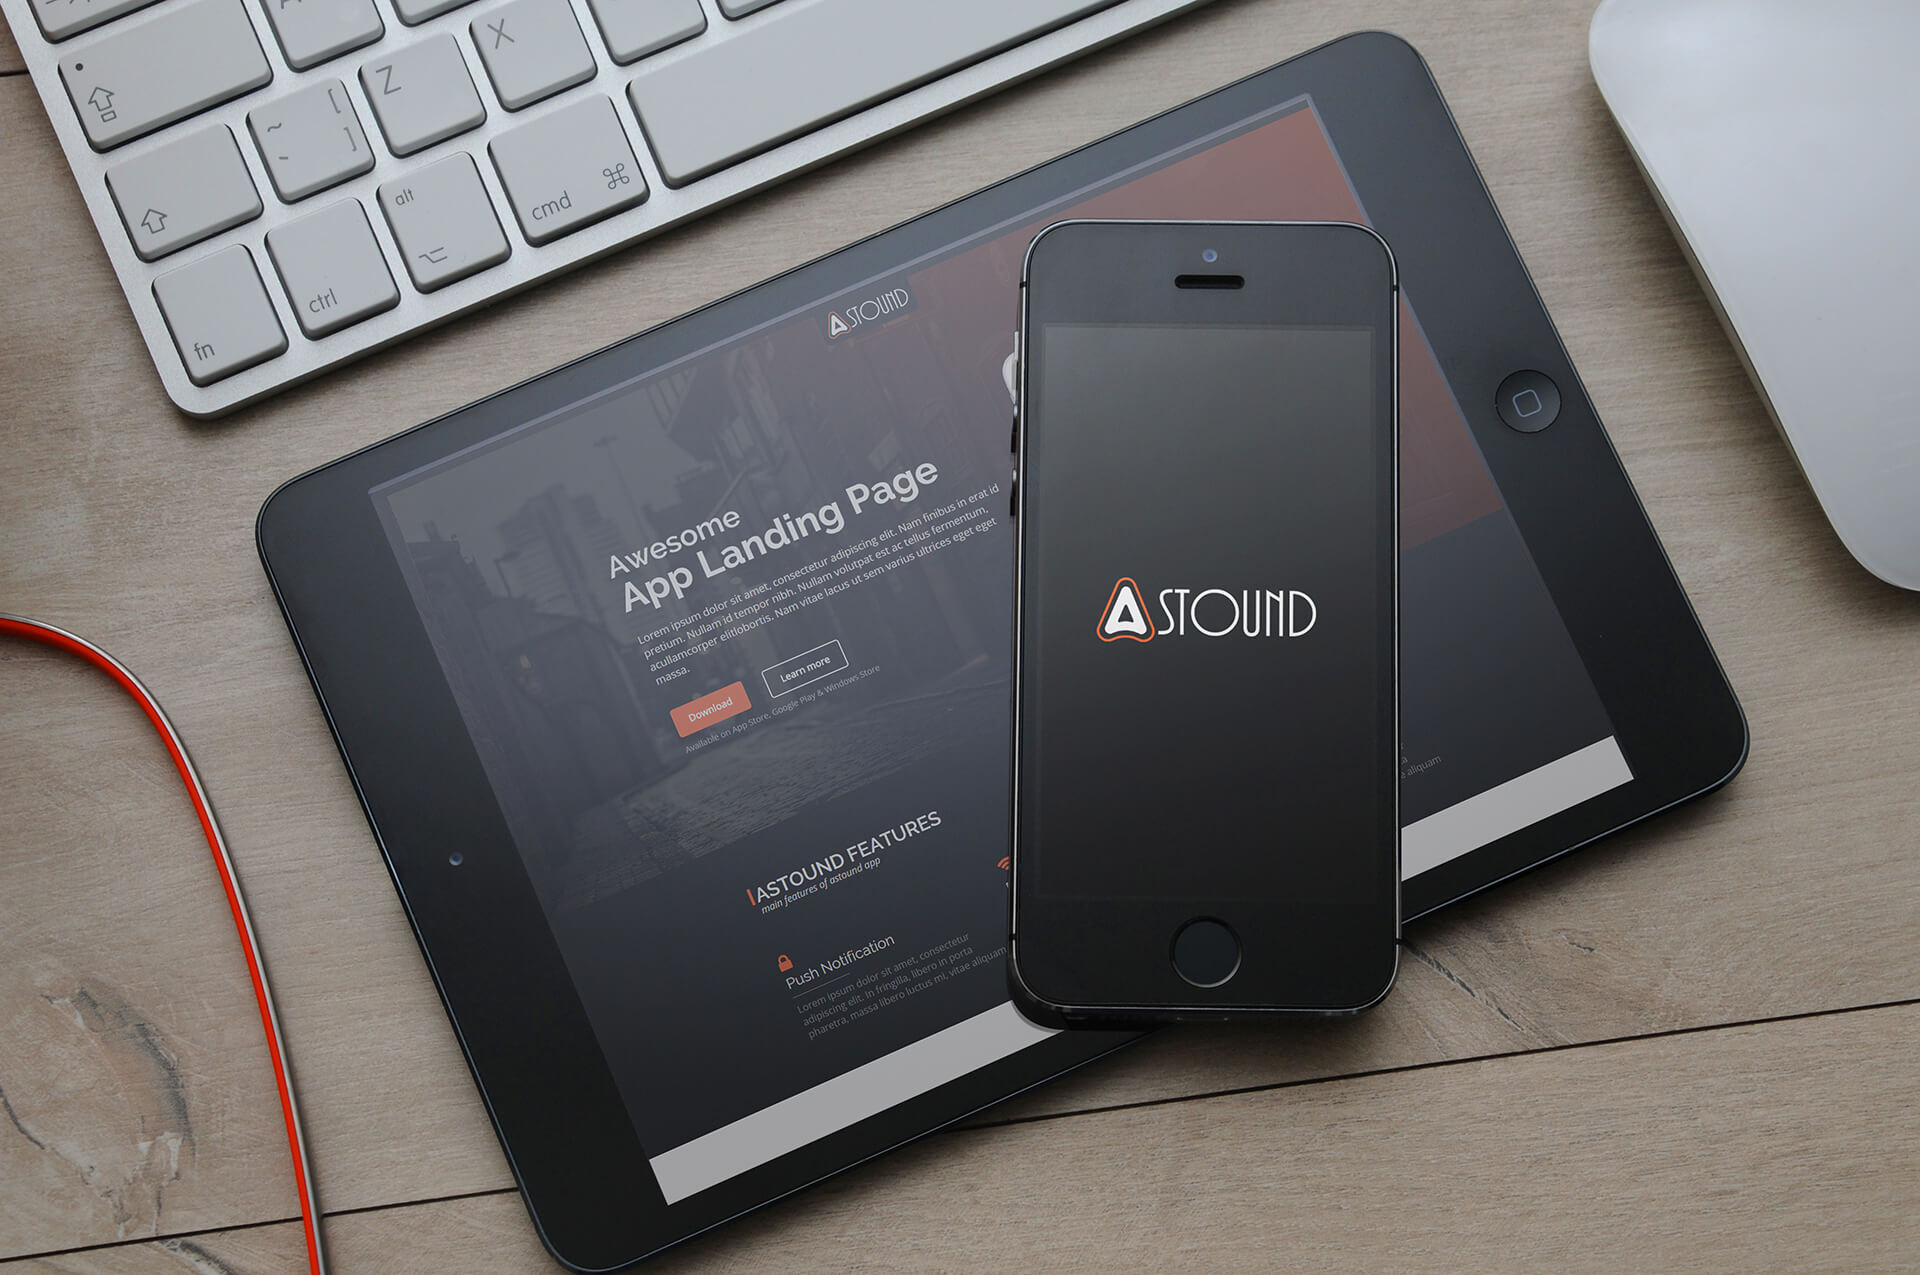 A
Z
X
alt
cmd
ctrl
fn
ASTOUND
Awesome
App Landing Page
Lorem ipsum dolor sit amet, consectetur adipiscing elit. Nam finibus in erat id
pretium. Nullam id tempor nibh. Nullam volutpat est ac tellus fermentum,
acullamcorper elitlobortis. Nam vitae lacus ut sem varius ultrices eget eget
massa.
Download
Learn more
Available on App Store, Google Play & Windows Store
ASTOUND FEATURES
main features of astound app
Push Notification
Lorem ipsum dolor sit amet, consectetur
adipiscing elit. In fringilla, libero in porta
pharetra, massa libero luctus mi, vitae aliquam
aliquam
ASTOUND